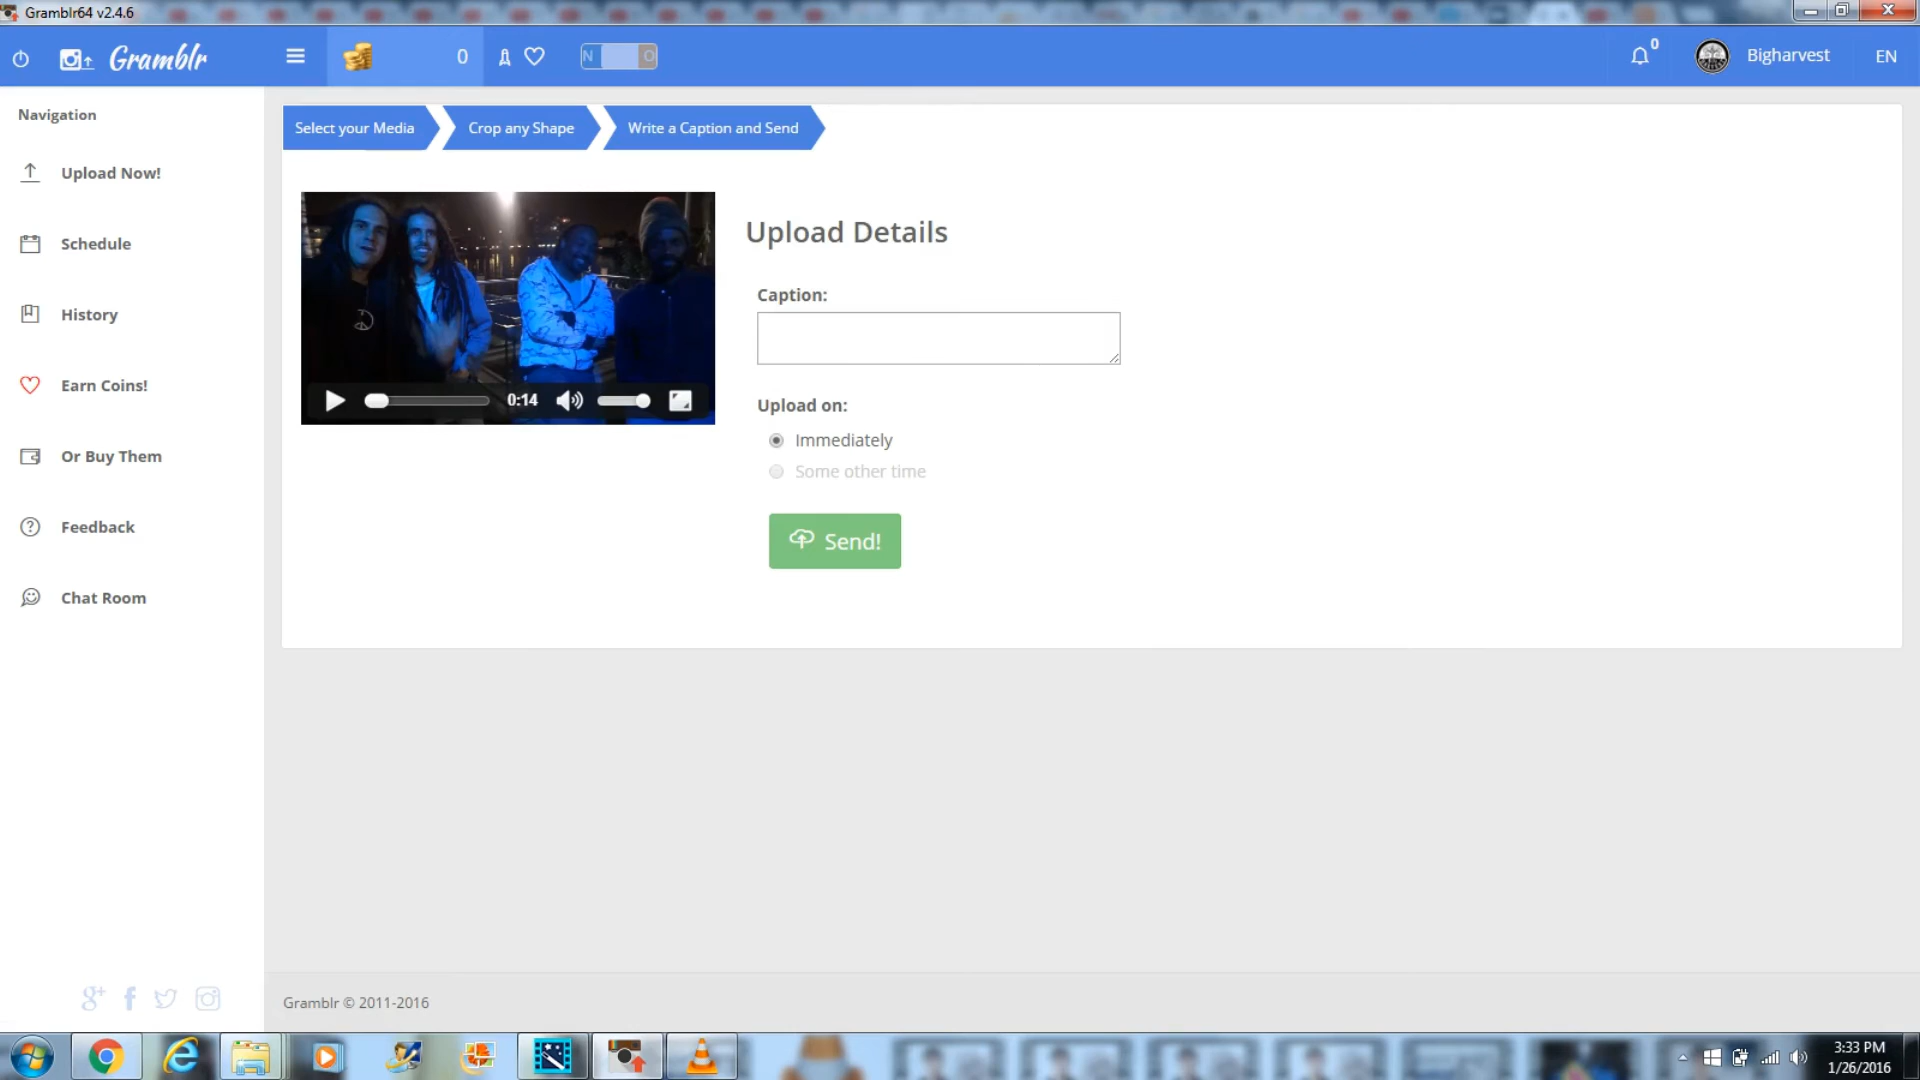 Gramblr64 v2.4.6
Gramblr
0
N
O
0
Bigharvest
EN
Navigation
Upload Now!
Schedule
History
Earn Coins!
Or Buy Them
Feedback
Chat Room
Select your Media
Crop any Shape
Write a Caption and Send
0:14
Upload Details
Caption:
Upload on:
Immediately
Some other time
Send!
Gramblr © 2011-2016
3:33 PM
1/26/2016